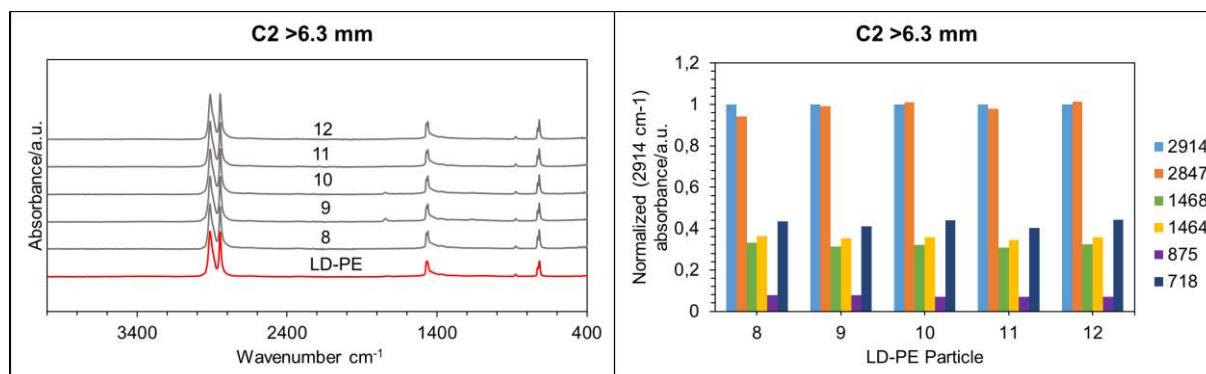 C2 >6.3 mm
Absorbance/a.u.
12
11
10
9
8
LD-PE
3400 2400 1400 400
Wavenumber cm-1
C2 >6.3 mm
Normalized (2914 cm-1)
absorbance/a.u.
1,2
1
0,8
0,6
0,4
0,2
0
8 9 10 11 12
LD-PE Particle
2914
2847
1468
1464
875
718